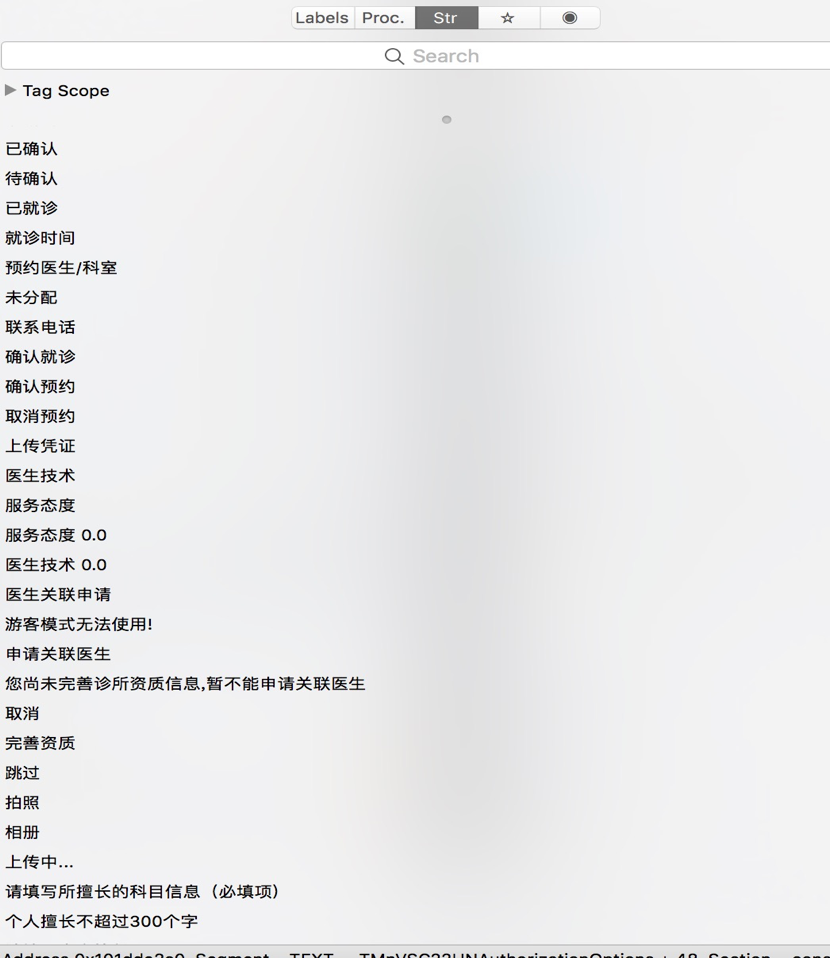 Labels Proc. Str
Search
Tag Scope
已确认
待确认
已就诊
就诊时间
预约医生/科室
未分配
联系电话
确认就诊
确认预约
取消预约
上传凭证
医生技术
服务态度
服务态度 0.0
医生技术 0.0
医生关联申请
游客模式无法使用!
申请关联医生
您尚未完善诊所资质信息,暂不能申请关联医生
取消
完善资质
跳过
拍照
相册
上传中...
请填写所擅长的科目信息（必填项）
个人擅长不超过300个字